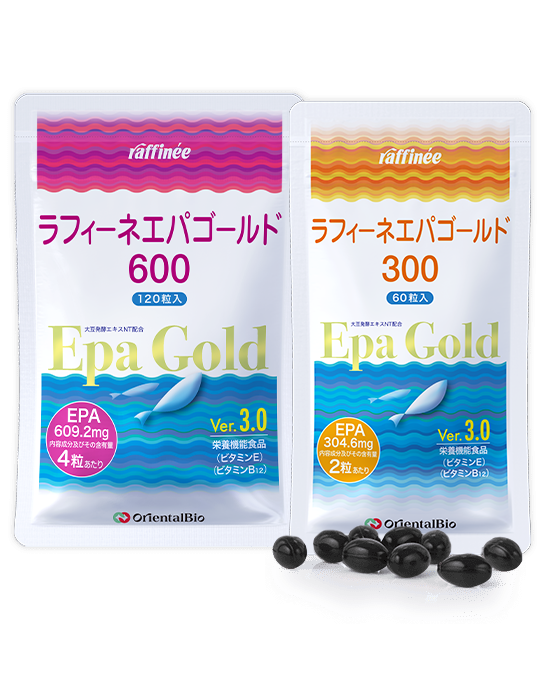 raffinée
ラフィーネエパゴールド
600
120粒入
大豆発酵エキスNT配合
Epa Gold
EPA
609.2mg
内容成分及びその含有量
4粒あたり
Ver. 3.0
栄養機能食品
(ビタミンE)
(ビタミンB12)
OrientalBio
raffinée
ラフィーネエパゴールド
300
60粒入
大豆発酵エキスNT配合
Epa Gold
EPA
304.6mg
内容成分及びその含有量
2粒あたり
Ver. 3.0
栄養機能食品
(ビタミンE)
(ビタミンB12)
OrientalBio